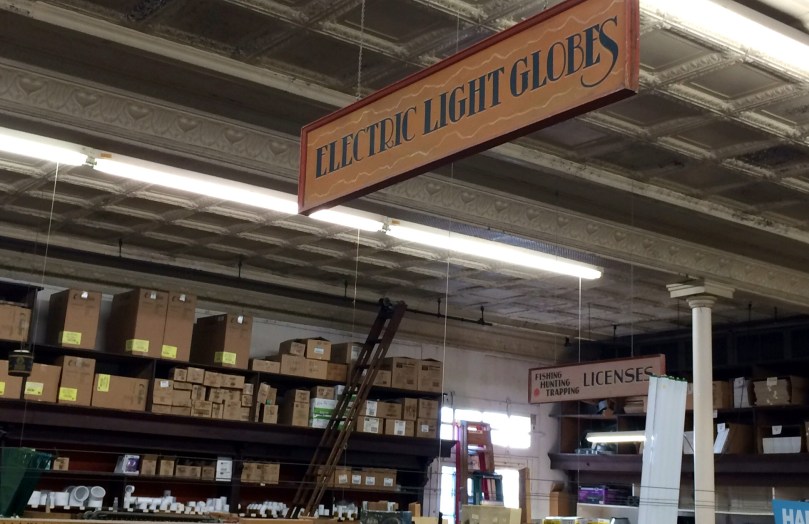 ELECTRIC LIGHT GLOBES
FISHING
HUNTING
TRAPPING
LICENSES